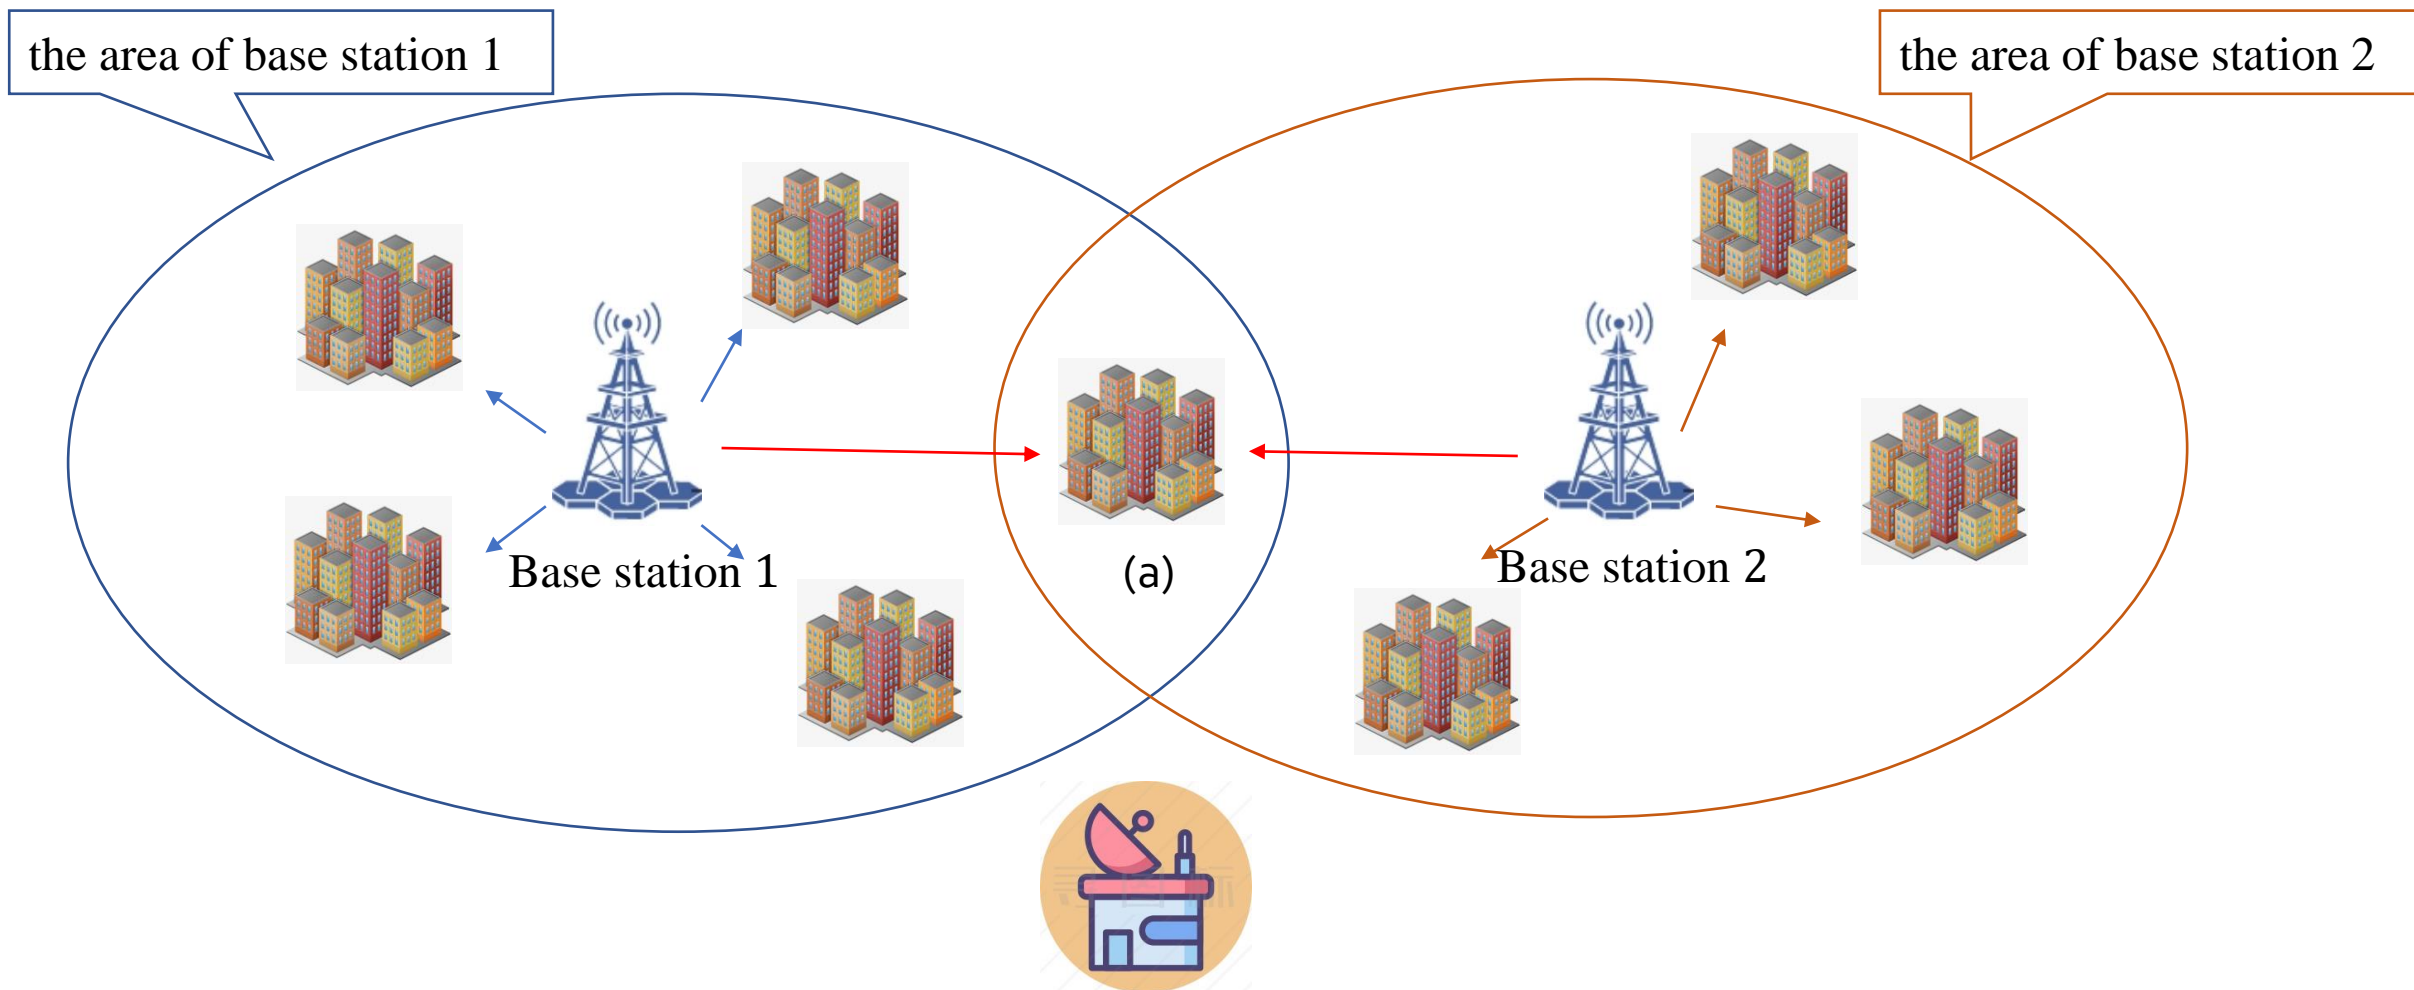 the area of base station 1
the area of base station 2
Base station 1
(a)
Base station 2